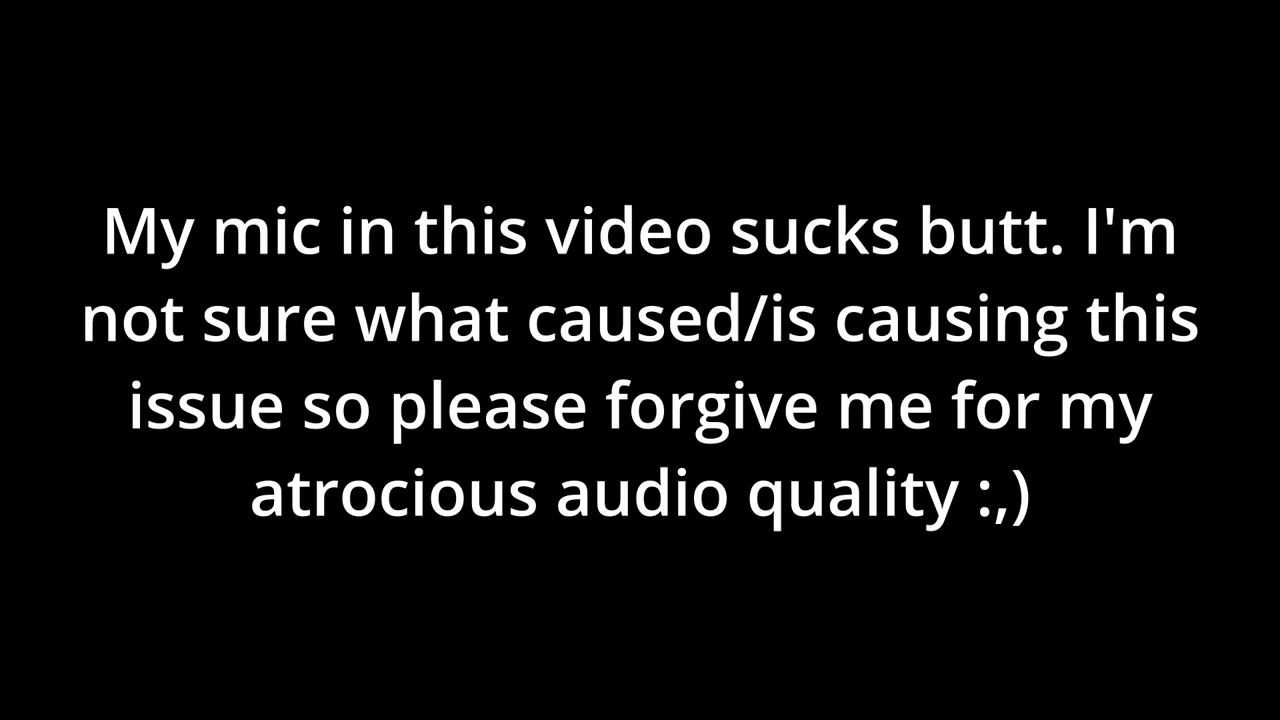 My mic in this video sucks butt. I'm
not sure what caused/is causing this
issue so please forgive me for my
atrocious audio quality :,)